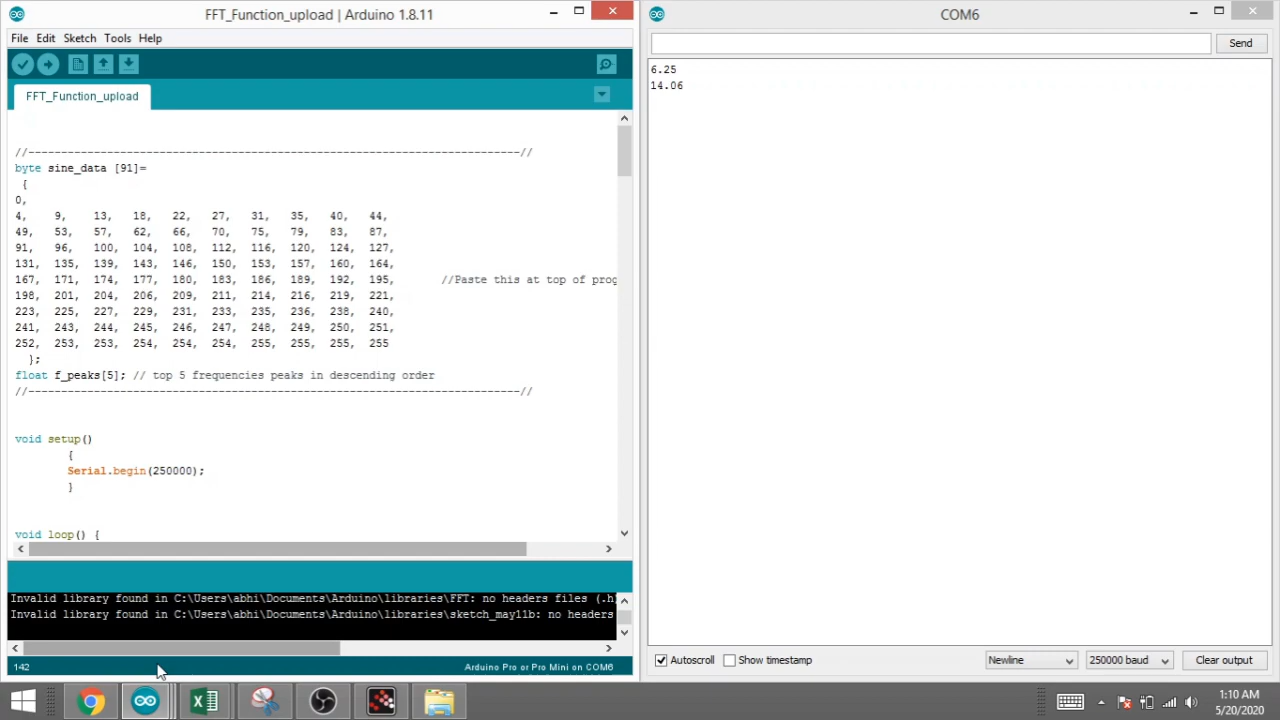 FFT_Function_upload | Arduino 1.8.11
File Edit Sketch Tools Help
FFT_Function_upload
//---------------------------------------------------------------------------//
byte sine_data [91]=
{
0,
4, 9, 13, 18, 22, 27, 31, 35, 40, 44,
49, 53, 57, 62, 66, 70, 75, 79, 83, 87,
91, 96, 100, 104, 108, 112, 116, 120, 124, 127,
131, 135, 139, 143, 146, 150, 153, 157, 160, 164,
167, 171, 174, 177, 180, 183, 186, 189, 192, 195, //Paste this at top of prog
198, 201, 204, 206, 209, 211, 214, 216, 219, 221,
223, 225, 227, 229, 231, 233, 235, 236, 238, 240,
241, 243, 244, 245, 246, 247, 248, 249, 250, 251,
252, 253, 253, 254, 254, 254, 255, 255, 255, 255
};
float f_peaks[5]; // top 5 frequencies peaks in descending order
//---------------------------------------------------------------------------//
void setup()
{
Serial.begin(250000);
}
void loop() {
Invalid library found in C:\Users\abhi\Documents\Arduino\libraries\FFT: no headers files (.h)
Invalid library found in C:\Users\abhi\Documents\Arduino\libraries\sketch_may11b: no headers
142
Arduino Pro or Pro Mini on COM6
COM6
Send
6.25
14.06
Autoscroll Show timestamp Newline 250000 baud Clear output
1:10 AM
5/20/2020